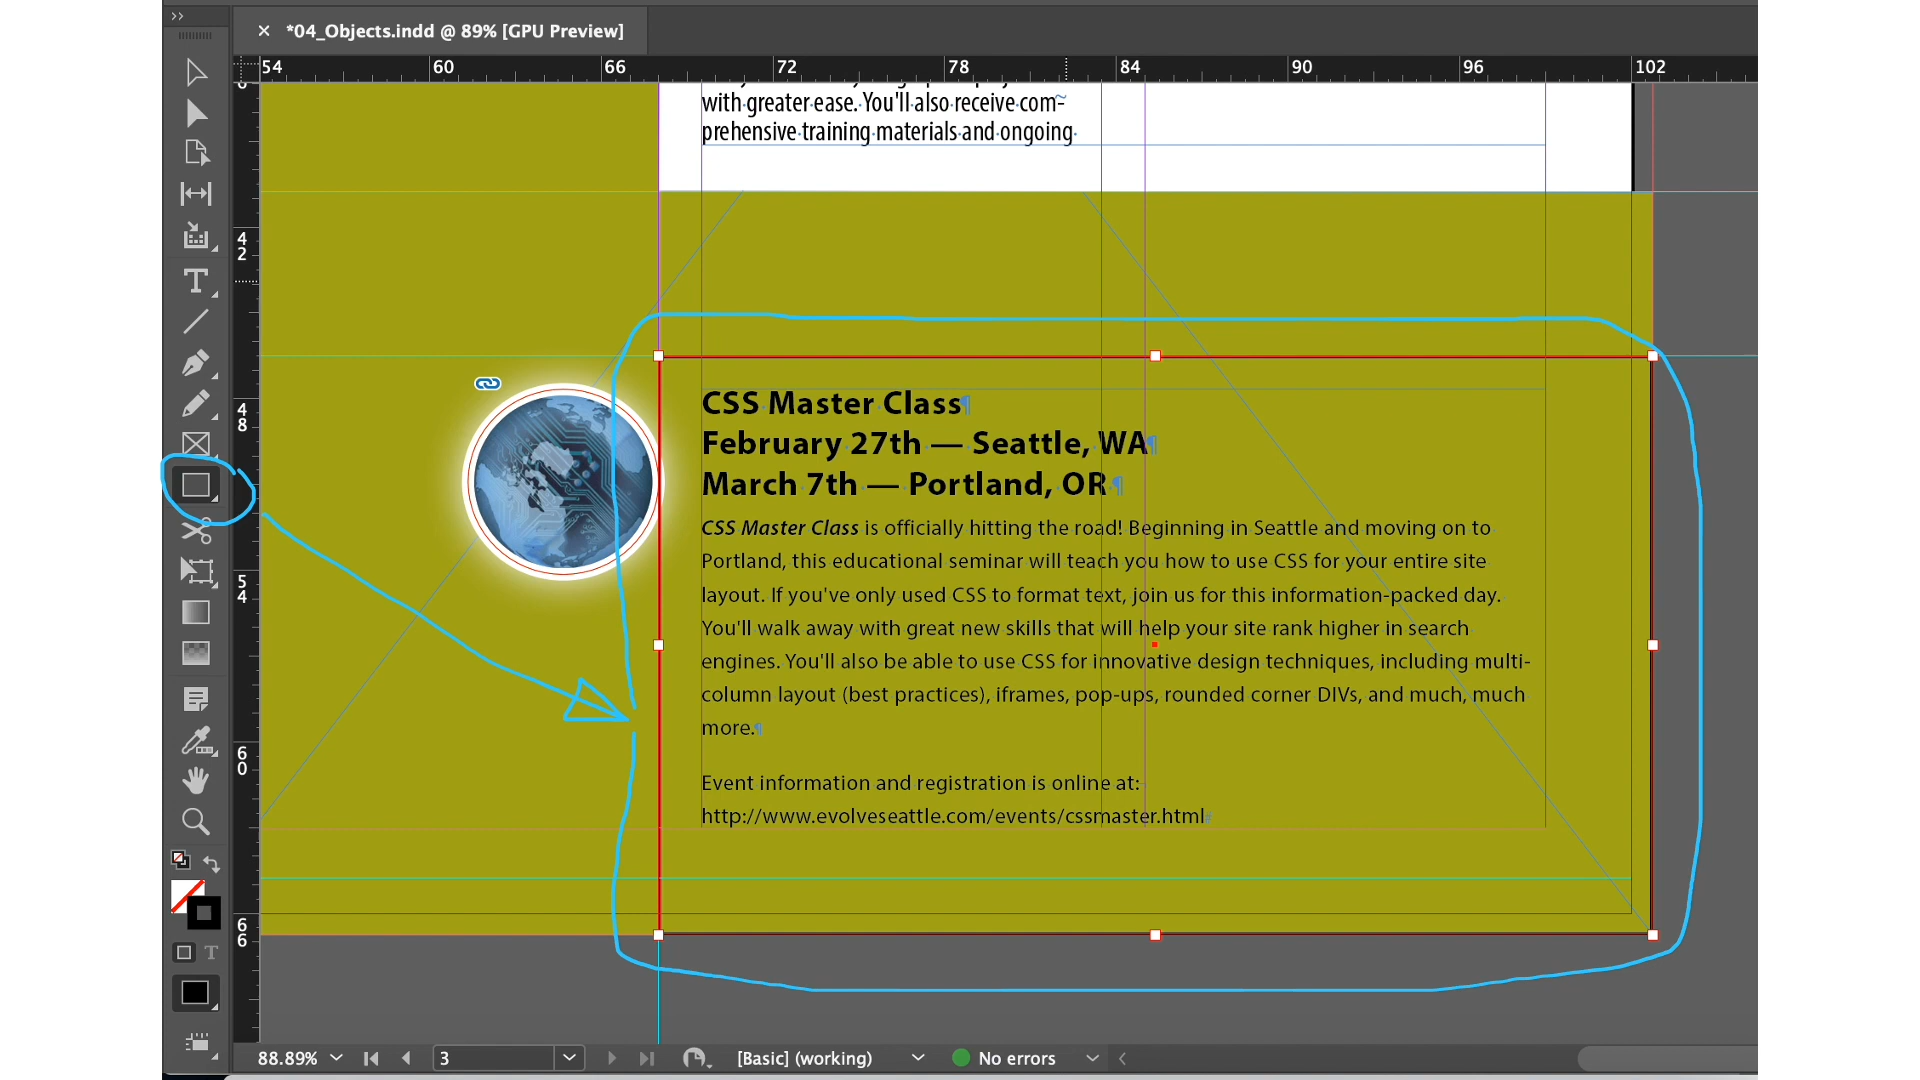 *04_Objects.indd @ 89% [GPU Preview]
54 60 66 72 78 84 90 96 102
with greater ease. You'll also receive com-
prehensive training materials and ongoing
42
48
54
60
66
CSS Master Class¶
February 27th — Seattle, WA¶
March 7th — Portland, OR¶
CSS Master Class is officially hitting the road! Beginning in Seattle and moving on to
Portland, this educational seminar will teach you how to use CSS for your entire site
layout. If you've only used CSS to format text, join us for this information-packed day.
You'll walk away with great new skills that will help your site rank higher in search
engines. You'll also be able to use CSS for innovative design techniques, including multi-
column layout (best practices), iframes, pop-ups, rounded corner DIVs, and much, much
more.¶
Event information and registration is online at:
http://www.evolveseattle.com/events/cssmaster.html#
88.89% 3 [Basic] (working) No errors